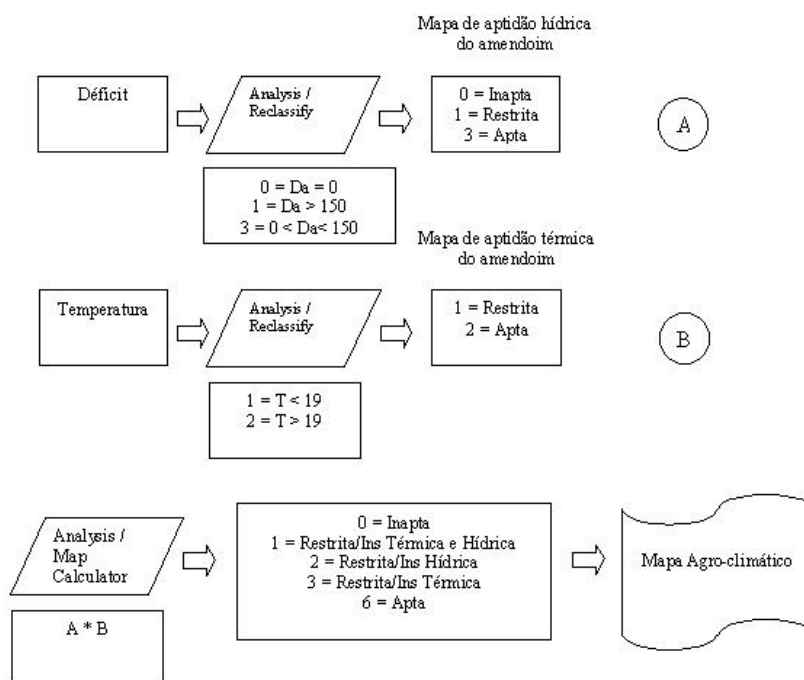 Mapa de aptidão hídrica
do amendoim
Déficit
Analysis /
Reclassify
0 = Inapta
1 = Restrita
3 = Apta
A
0 = Da = 0
1 = Da > 150
3 = 0 < Da< 150
Mapa de aptidão térmica
do amendoim
Temperatura
Analysis /
Reclassify
1 = Restrita
2 = Apta
B
1 = T < 19
2 = T > 19
Analysis /
Map
Calculator
0 = Inapta
1 = Restrita/Ins Térmica e Hídrica
2 = Restrita/Ins Hídrica
3 = Restrita/Ins Térmica
6 = Apta
Mapa Agro-climático
A * B